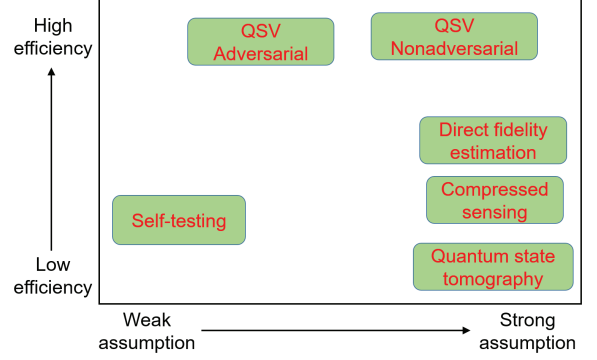 High
efficiency
QSV
Adversarial
QSV
Nonadversarial
Direct fidelity
estimation
Compressed
sensing
Self-testing
Quantum state
tomography
Low
efficiency
Weak
assumption
Strong
assumption